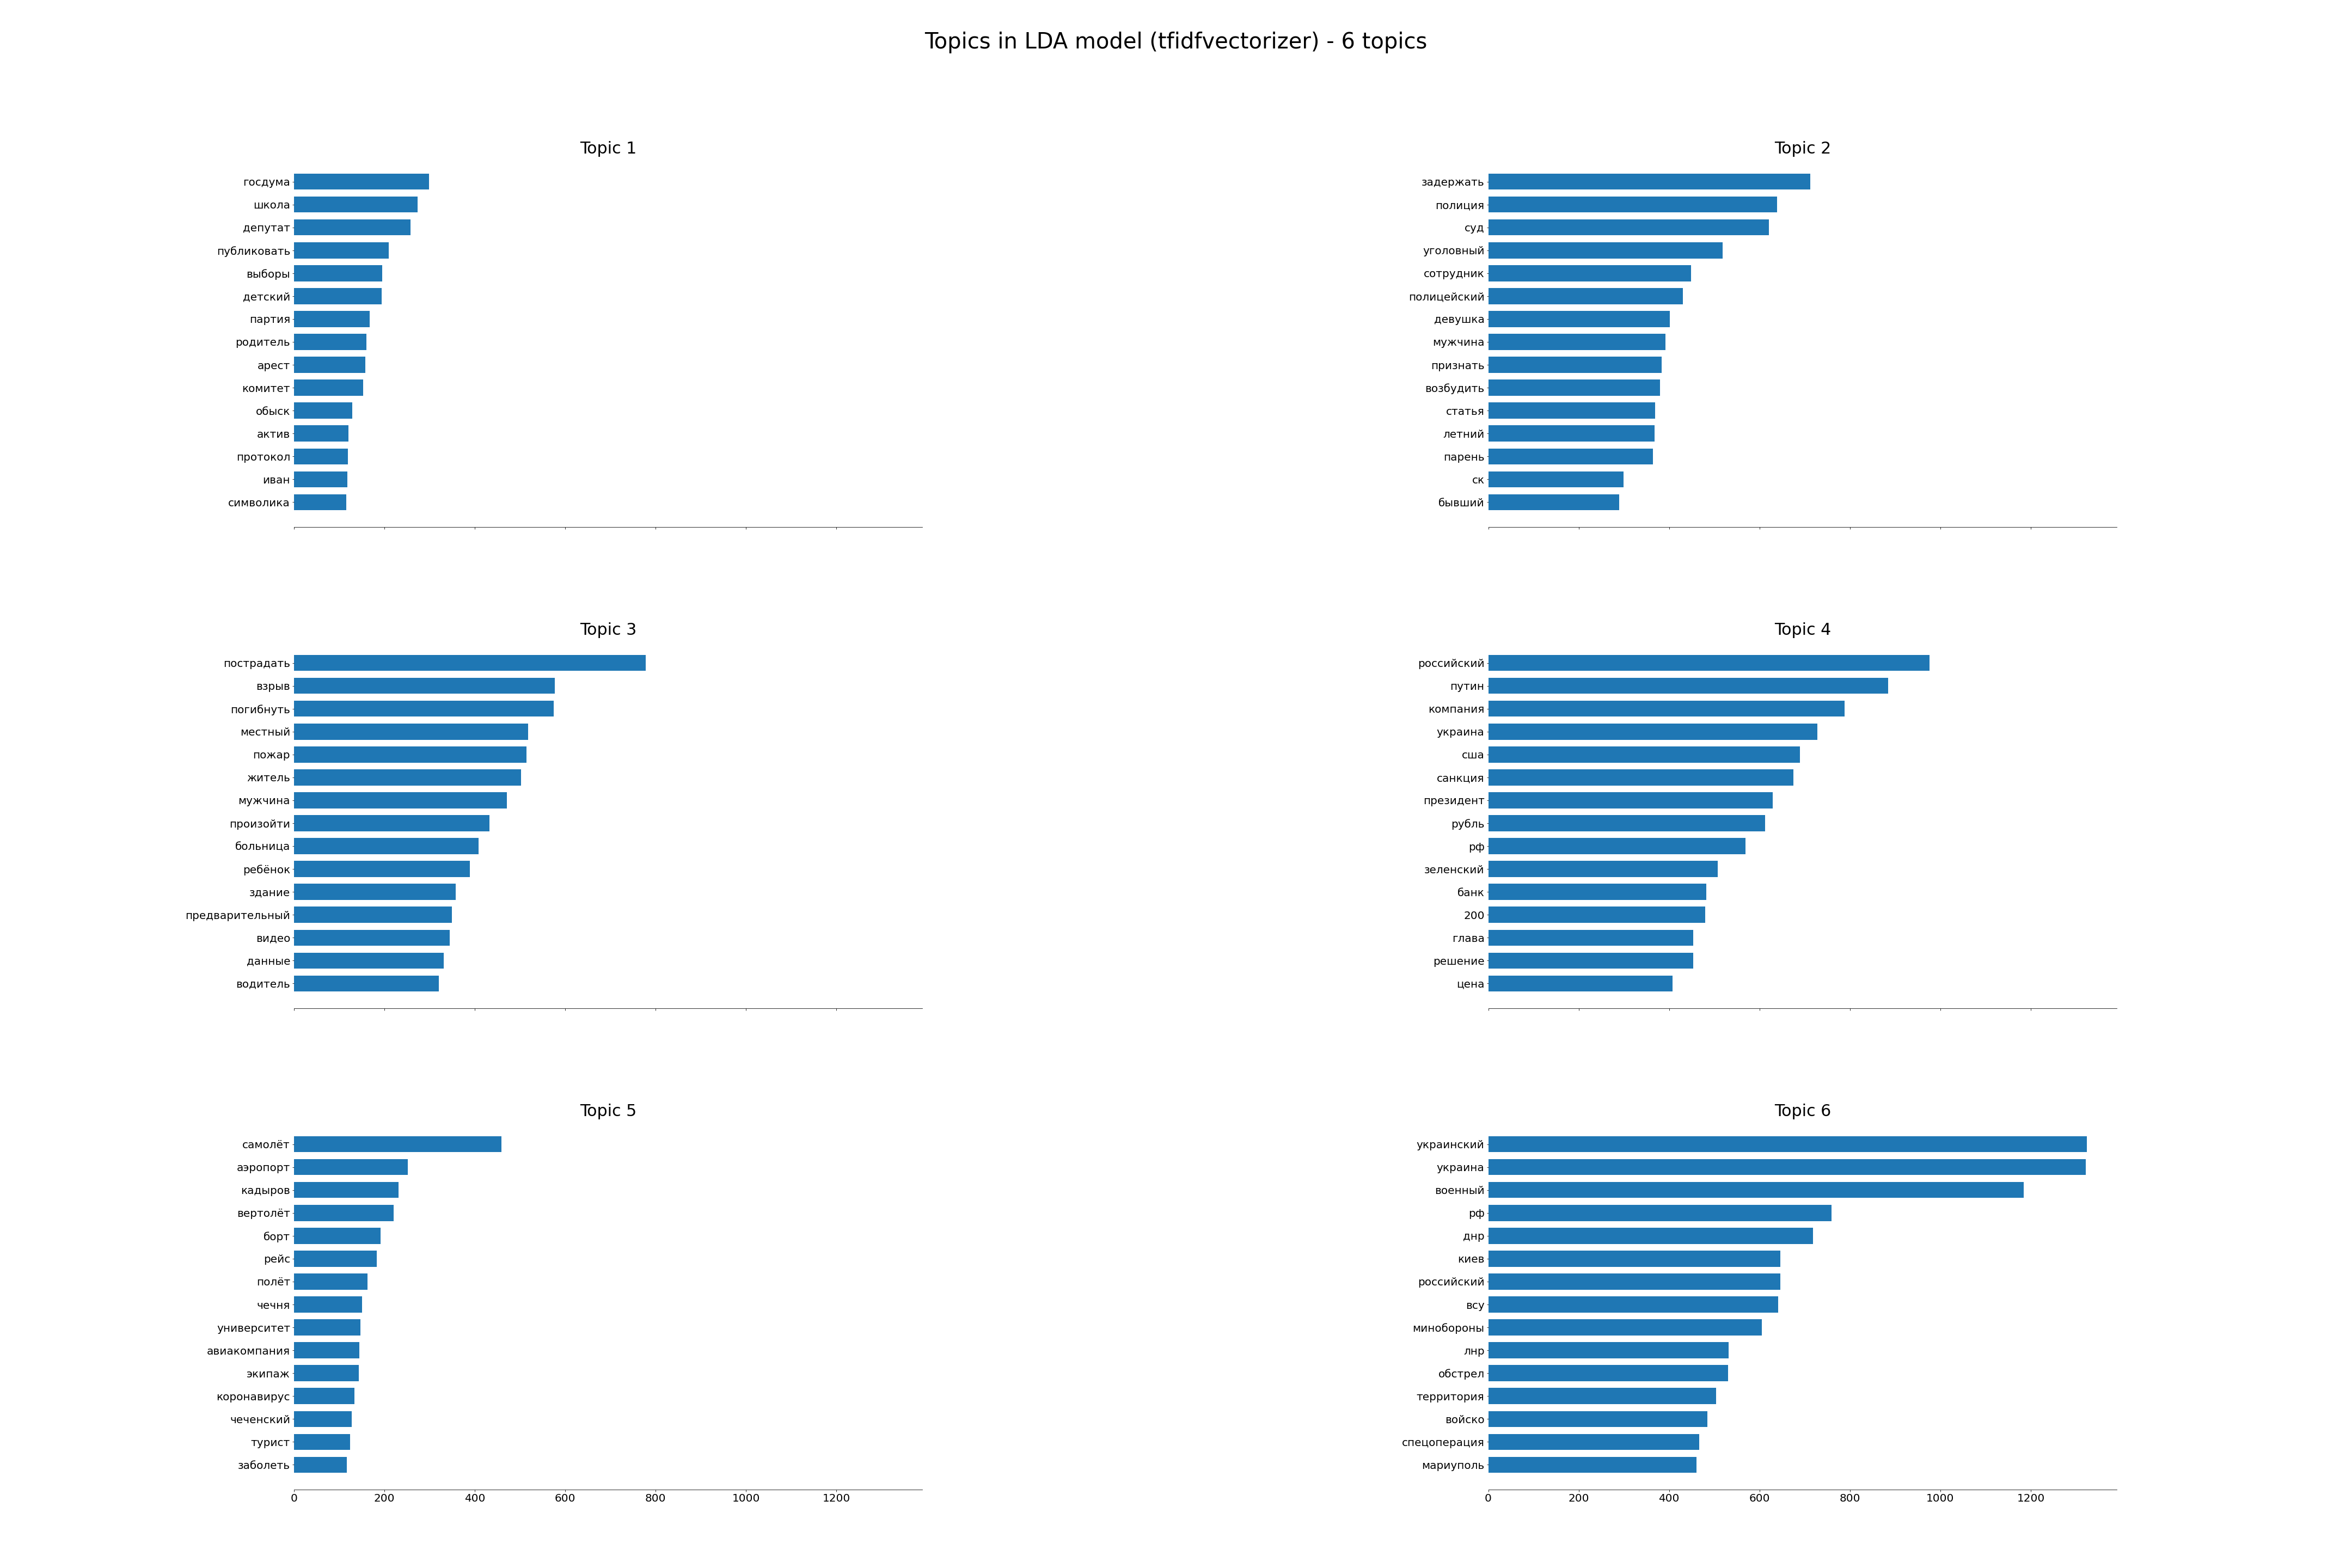 Topics in LDA model (tfidfvectorizer) - 6 topics
Topic 1
госдума
школа
депутат
публиковать
выборы
детский
партия
родитель
арест
комитет
обыск
актив
протокол
иван
символика
Topic 2
задержать
полиция
суд
уголовный
сотрудник
полицейский
девушка
мужчина
признать
возбудить
статья
летний
парень
ск
бывший
Topic 3
пострадать
взрыв
погибнуть
местный
пожар
житель
мужчина
произойти
больница
ребёнок
здание
предварительный
видео
данные
водитель
Topic 4
российский
путин
компания
украина
сша
санкция
президент
рубль
рф
зеленский
банк
200
глава
решение
цена
Topic 5
самолёт
аэропорт
кадыров
вертолёт
борт
рейс
полёт
чечня
университет
авиакомпания
экипаж
коронавирус
чеченский
турист
заболеть
0 200 400 600 800 1000 1200
Topic 6
украинский
украина
военный
рф
днр
киев
российский
всу
минобороны
лнр
обстрел
территория
войско
спецоперация
мариуполь
0 200 400 600 800 1000 1200